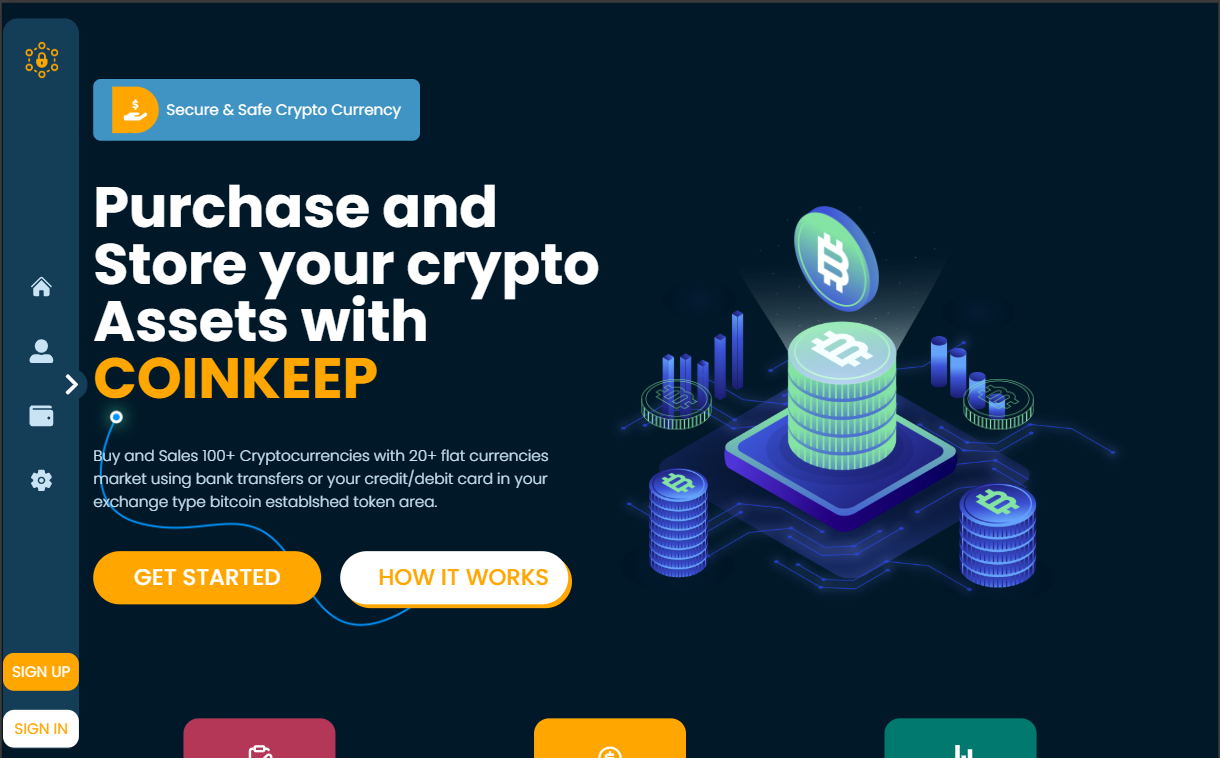 Secure & Safe Crypto Currency
Purchase and
Store your crypto
Assets with
COINKEEP
Buy and Sales 100+ Cryptocurrencies with 20+ flat currencies
market using bank transfers or your credit/debit card in your
exchange type bitcoin establshed token area.
GET STARTED
HOW IT WORKS
SIGN UP
SIGN IN